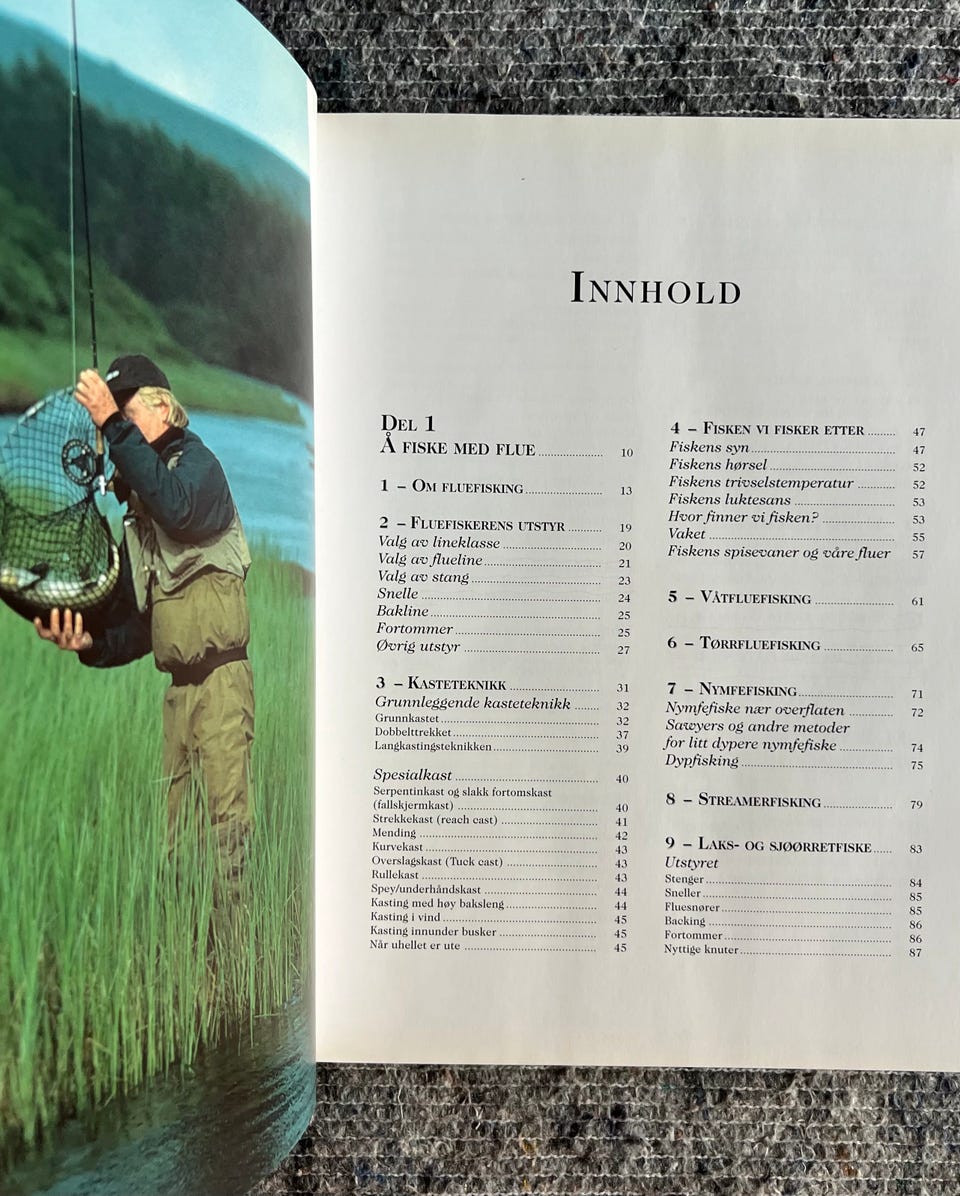 INNHOLD
DEL 1
Å FISKE MED FLUE 10
1 – OM FLUEFISKING 13
2 – FLUEFISKERENS UTSTYR 19
Valg av lineklasse 20
Valg av flueline 21
Valg av stang 23
Snelle 24
Bakline 25
Fortommer 25
Øvrig utstyr 27
3 – KASTETEKNIKK 31
Grunnleggende kasteteknikk 32
Grunnkastet 32
Dobbelttrekket 37
Langkastingsteknikken 39
Spesialkast 40
Serpentinkast og slakk fortomskast
(fallskjermkast) 40
Strekkekast (reach cast) 41
Mending 42
Kurvekast 43
Overslagskast (Tuck cast) 43
Rullekast 43
Spey/underhåndskast 44
Kasting med høy baksleng 44
Kasting i vind 45
Kasting innunder busker 45
Når uhellet er ute 45
4 – FISKEN VI FISKER ETTER 47
Fiskens syn 47
Fiskens hørsel 52
Fiskens trivselstemperatur 52
Fiskens luktesans 53
Hvor finner vi fisken? 53
Vaket 55
Fiskens spisevaner og våre fluer 57
5 – VÅTFLUEFISKING 61
6 – TØRRFLUEFISKING 65
7 – NYMFEFISKING 71
Nymfefiske nær overflaten 72
Sawyers og andre metoder
for litt dypere nymfefiske 74
Dypfisking 75
8 – STREAMERFISKING 79
9 – LAKS- OG SJØØRRETFISKE 83
Utstyret
Stenger 84
Sneller 85
Fluesnører 85
Backing 86
Fortommer 86
Nyttige knuter 87